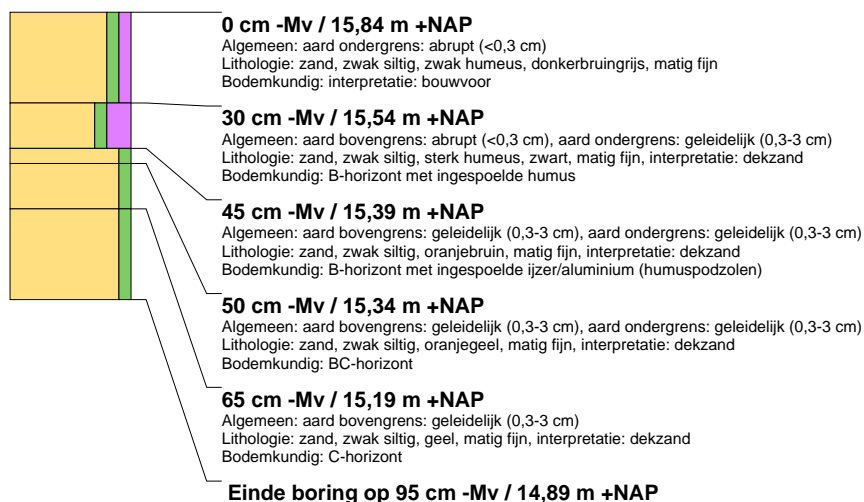 0 cm -Mv / 15,84 m +NAP
Algemeen: aard ondergrens: abrupt (<0,3 cm)
Lithologie: zand, zwak siltig, zwak humeus, donkerbruingrijs, matig fijn
Bodemkundig: interpretatie: bouwvoor
30 cm -Mv / 15,54 m +NAP
Algemeen: aard bovengrens: abrupt (<0,3 cm), aard ondergrens: geleidelijk (0,3-3 cm)
Lithologie: zand, zwak siltig, sterk humeus, zwart, matig fijn, interpretatie: dekzand
Bodemkundig: B-horizont met ingespoelde humus
45 cm -Mv / 15,39 m +NAP
Algemeen: aard bovengrens: geleidelijk (0,3-3 cm), aard ondergrens: geleidelijk (0,3-3 cm)
Lithologie: zand, zwak siltig, oranjebruin, matig fijn, interpretatie: dekzand
Bodemkundig: B-horizont met ingespoelde ijzer/aluminium (humuspodzolen)
50 cm -Mv / 15,34 m +NAP
Algemeen: aard bovengrens: geleidelijk (0,3-3 cm), aard ondergrens: geleidelijk (0,3-3 cm)
Lithologie: zand, zwak siltig, oranjegeel, matig fijn, interpretatie: dekzand
Bodemkundig: BC-horizont
65 cm -Mv / 15,19 m +NAP
Algemeen: aard bovengrens: geleidelijk (0,3-3 cm)
Lithologie: zand, zwak siltig, geel, matig fijn, interpretatie: dekzand
Bodemkundig: C-horizont
Einde boring op 95 cm -Mv / 14,89 m +NAP